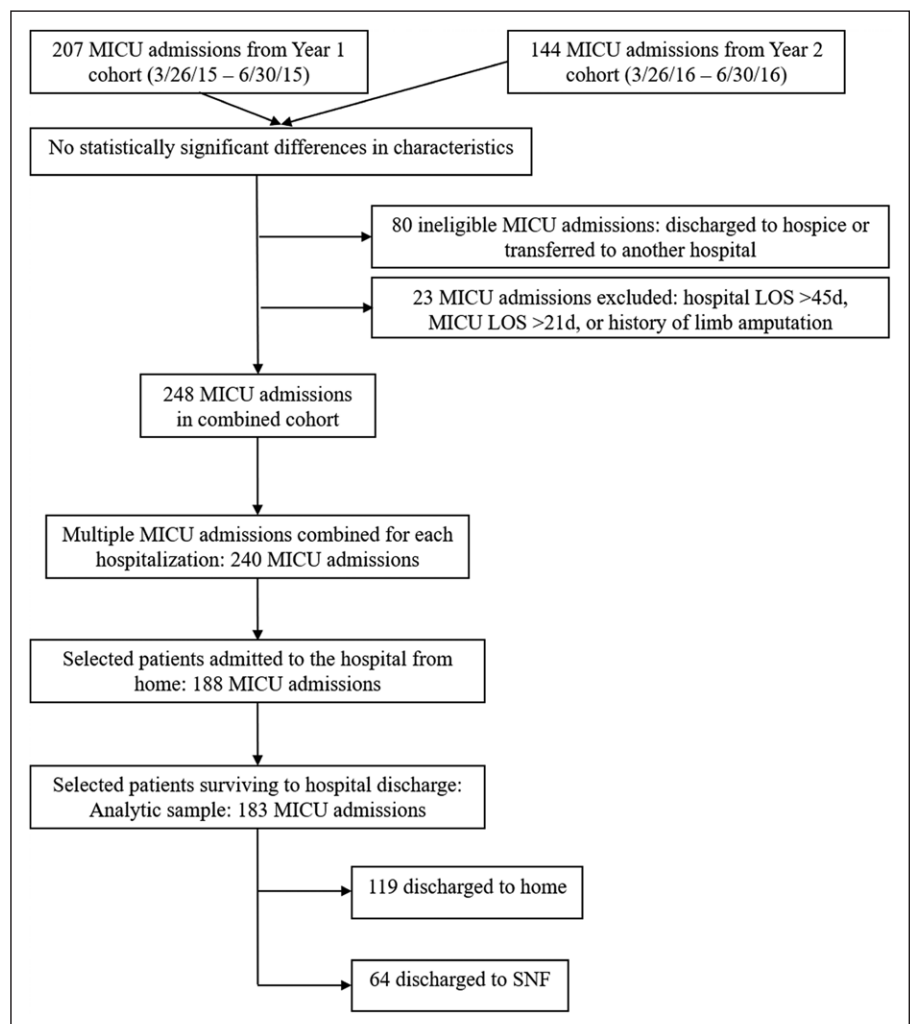 207 MICU admissions from Year 1
cohort (3/26/15 – 6/30/15)
144 MICU admissions from Year 2
cohort (3/26/16 – 6/30/16)
No statistically significant differences in characteristics
80 ineligible MICU admissions: discharged to hospice or
transferred to another hospital
23 MICU admissions excluded: hospital LOS >45d,
MICU LOS >21d, or history of limb amputation
248 MICU admissions
in combined cohort
Multiple MICU admissions combined for each
hospitalization: 240 MICU admissions
Selected patients admitted to the hospital from
home: 188 MICU admissions
Selected patients surviving to hospital discharge:
Analytic sample: 183 MICU admissions
119 discharged to home
64 discharged to SNF